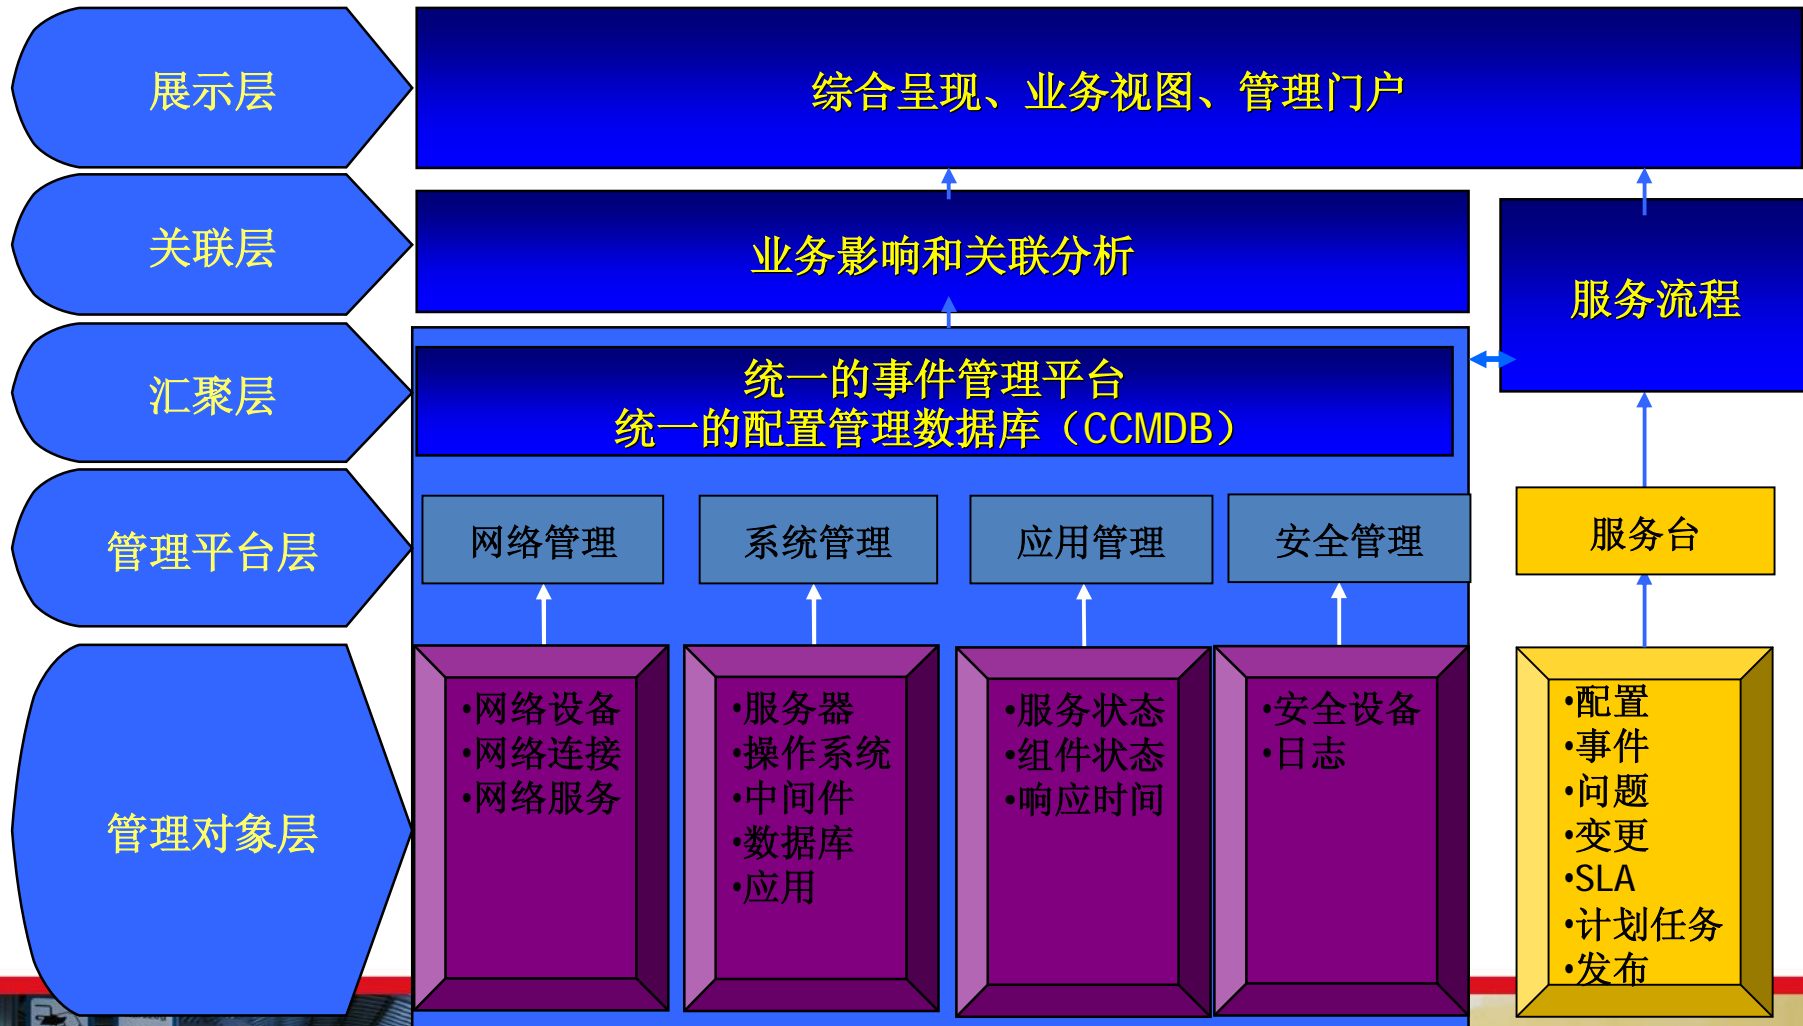 展示层
综合呈现、业务视图、管理门户
关联层
业务影响和关联分析
服务流程
汇聚层
统一的事件管理平台
统一的配置管理数据库（CCMDB）
管理平台层
网络管理
系统管理
应用管理
安全管理
服务台
管理对象层
•网络设备
•网络连接
•网络服务
•服务器
•操作系统
•中间件
•数据库
•应用
•服务状态
•组件状态
•响应时间
•安全设备
•日志
•配置
•事件
•问题
•变更
•SLA
•计划任务
•发布